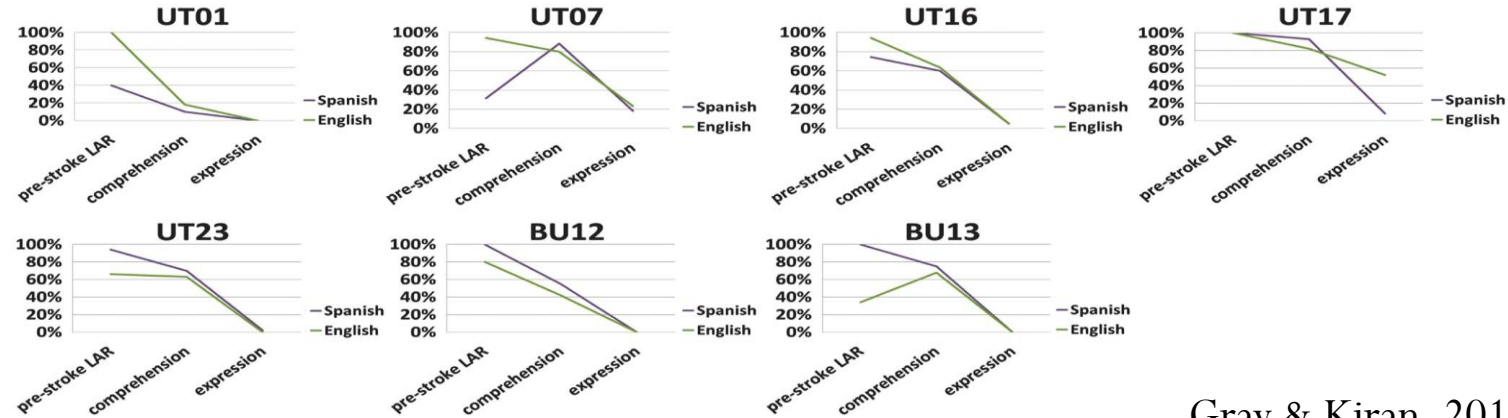 UT01
100%
80%
60%
40%
20%
0%
Spanish
English
pre-stroke LAR
comprehension
expression
UT07
100%
80%
60%
40%
20%
0%
Spanish
English
pre-stroke LAR
comprehension
expression
UT16
100%
80%
60%
40%
20%
0%
Spanish
English
pre-stroke LAR
comprehension
expression
UT17
100%
80%
60%
40%
20%
0%
Spanish
English
pre-stroke LAR
comprehension
expression
UT23
100%
80%
60%
40%
20%
0%
Spanish
English
pre-stroke LAR
comprehension
expression
BU12
100%
80%
60%
40%
20%
0%
Spanish
English
pre-stroke LAR
comprehension
expression
BU13
100%
80%
60%
40%
20%
0%
Spanish
English
pre-stroke LAR
comprehension
expression
Gray & Kiran, 201